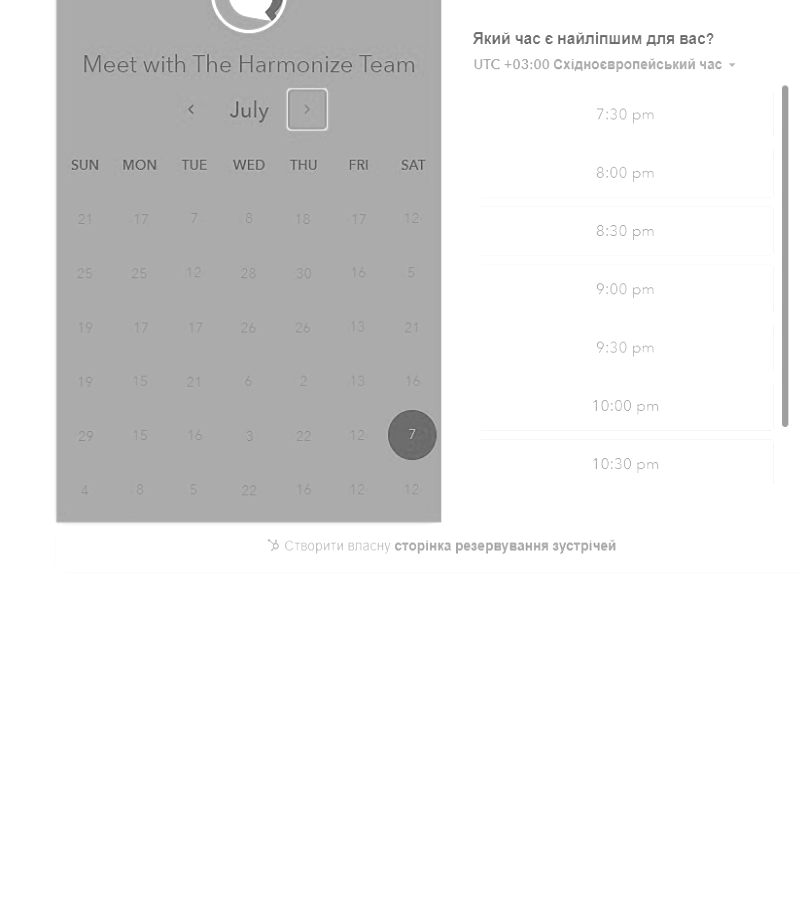 Meet with The Harmonize Team
July
SUN MON TUE WED THU FRI SAT
21 17 7 8 18 17 12
25 25 12 28 30 16 5
19 17 17 26 26 13 21
19 15 21 6 2 13 16
29 15 16 3 22 12 7
4 8 5 22 16 12 12
Який час є найліпшим для вас?
UTC +03:00 Східноєвропейський час
7:30 pm
8:00 pm
8:30 pm
9:00 pm
9:30 pm
10:00 pm
10:30 pm
Створити власну сторінка резервування зустрічей